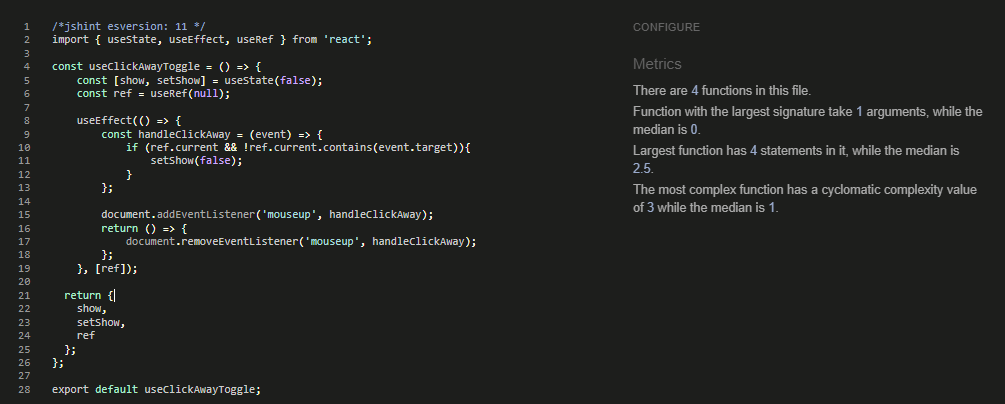 1 /*jshint esversion: 11 */
2 import { useState, useEffect, useRef } from 'react';
3
4 const useClickAwayToggle = () => {
5     const [show, setShow] = useState(false);
6     const ref = useRef(null);
7
8     useEffect(() => {
9         const handleClickAway = (event) => {
10             if (ref.current && !ref.current.contains(event.target)){
11                 setShow(false);
12             }
13         };
14
15         document.addEventListener('mouseup', handleClickAway);
16         return () => {
17             document.removeEventListener('mouseup', handleClickAway);
18         };
19     }, [ref]);
20
21   return {
22     show,
23     setShow,
24     ref
25   };
26 };
27
28 export default useClickAwayToggle;
CONFIGURE
Metrics
There are 4 functions in this file.
Function with the largest signature take 1 arguments, while the
median is 0.
Largest function has 4 statements in it, while the median is
2.5.
The most complex function has a cyclomatic complexity value
of 3 while the median is 1.